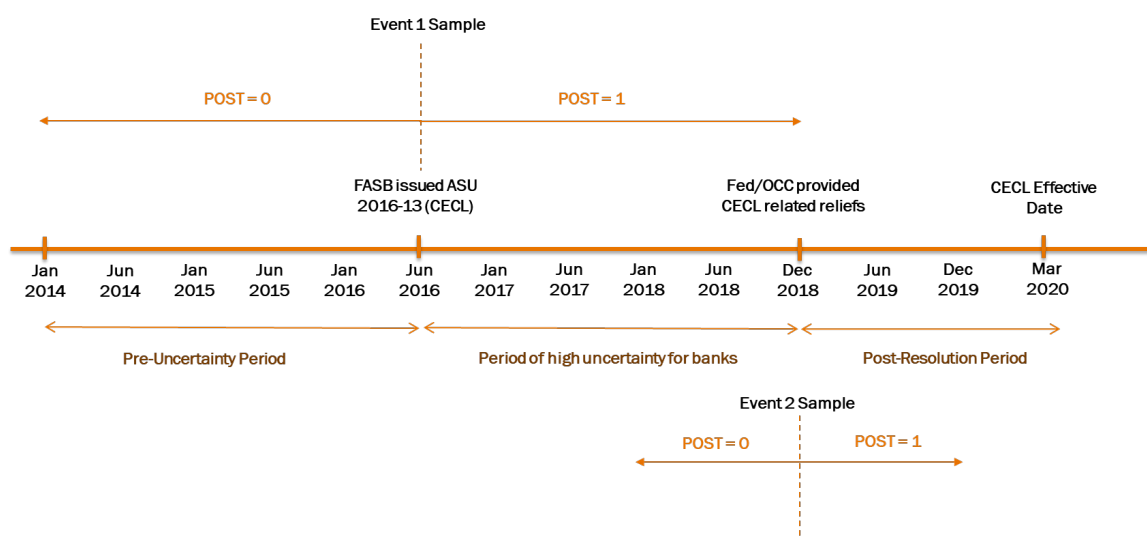 Event 1 Sample
POST = 0
POST = 1
FASB issued ASU
2016-13 (CECL)
Fed/OCC provided
CECL related reliefs
CECL Effective
Date
Jan
2014
Jun
2014
Jan
2015
Jun
2015
Jan
2016
Jun
2016
Jan
2017
Jun
2017
Jan
2018
Jun
2018
Dec
2018
Jun
2019
Dec
2019
Mar
2020
Pre-Uncertainty Period
Period of high uncertainty for banks
Post-Resolution Period
Event 2 Sample
POST = 0
POST = 1